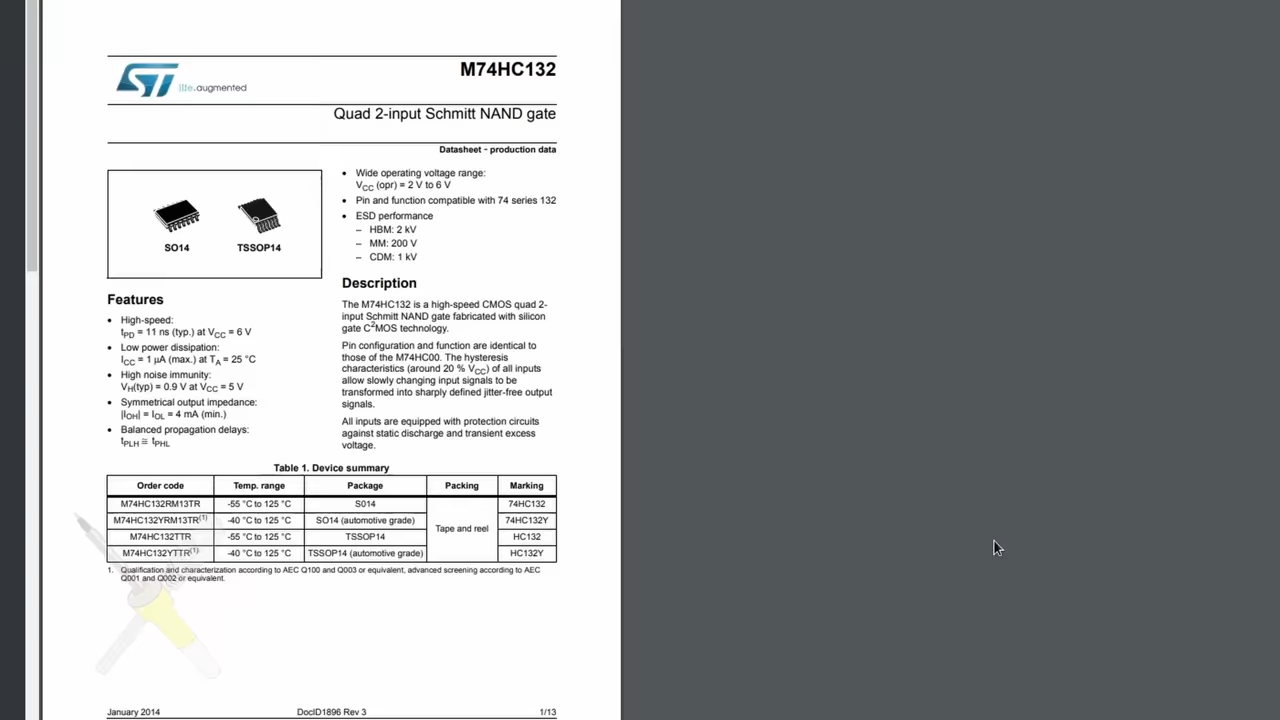 ST life.augmented
M74HC132
Quad 2-input Schmitt NAND gate
Datasheet - production data
SO14 TSSOP14
Features
• High-speed:
tPD = 11 ns (typ.) at VCC = 6 V
• Low power dissipation:
ICC = 1 μA (max.) at TA = 25 °C
• High noise immunity:
VH(typ) = 0.9 V at VCC = 5 V
• Symmetrical output impedance:
|IOH| = IOL = 4 mA (min.)
• Balanced propagation delays:
tPLH ≅ tPHL
• Wide operating voltage range:
VCC (opr) = 2 V to 6 V
• Pin and function compatible with 74 series 132
• ESD performance
– HBM: 2 kV
– MM: 200 V
– CDM: 1 kV
Description
The M74HC132 is a high-speed CMOS quad 2-
input Schmitt NAND gate fabricated with silicon
gate C2MOS technology.
Pin configuration and function are identical to
those of the M74HC00. The hysteresis
characteristics (around 20 % VCC) of all inputs
allow slowly changing input signals to be
transformed into sharply defined jitter-free output
signals.
All inputs are equipped with protection circuits
against static discharge and transient excess
voltage.
Table 1. Device summary
Order code Temp. range Package Packing Marking
M74HC132RM13TR -55 °C to 125 °C S014 74HC132
M74HC132YRM13TR(1) -40 °C to 125 °C SO14 (automotive grade) 74HC132Y
Tape and reel
M74HC132TTR -55 °C to 125 °C TSSOP14 HC132
M74HC132YTTR(1) -40 °C to 125 °C TSSOP14 (automotive grade) HC132Y
1. Qualification and characterization according to AEC Q100 and Q003 or equivalent, advanced screening according to AEC
Q001 and Q002 or equivalent.
January 2014 DocID1896 Rev 3 1/13